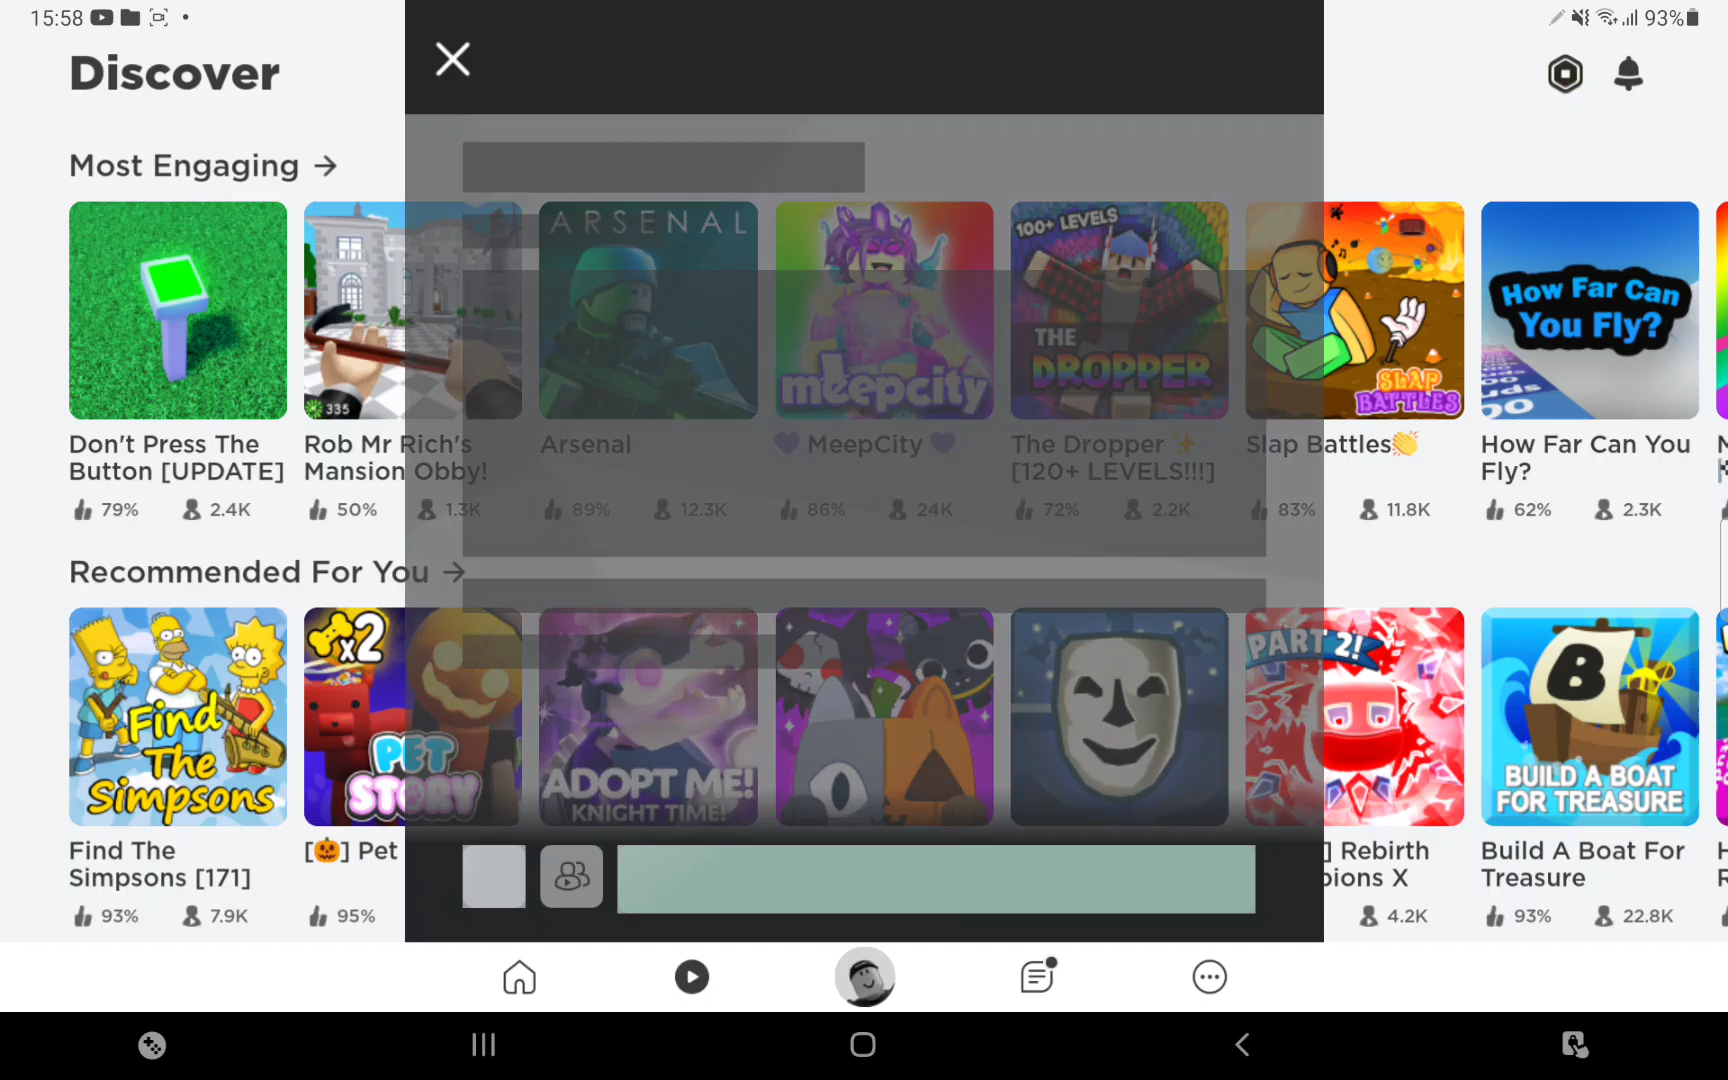 15:58
93%
Discover
Most Engaging →
335
ARSENAL
meepcity
100+ LEVELS
THE
DROPPER
SLAP
BATTLES
How Far Can
You Fly?
Don't Press The
Button [UPDATE]
79% 2.4K
Rob Mr Rich's
Mansion Obby!
50% 1.3K
Arsenal
89% 12.3K
💜 MeepCity 💜
86% 24K
The Dropper ✨
[120+ LEVELS!!!]
72% 2.2K
Slap Battles👏
83% 11.8K
How Far Can You
Fly?
62% 2.3K
Recommended For You →
Find
The
Simpsons
x2
PET
STORY
ADOPT ME!
KNIGHT TIME!
PART 2!
B
BUILD A BOAT
FOR TREASURE
Find The
Simpsons [171]
93% 7.9K
[🎃] Pet
95%
] Rebirth
pions X
4.2K
Build A Boat For
Treasure
93% 22.8K